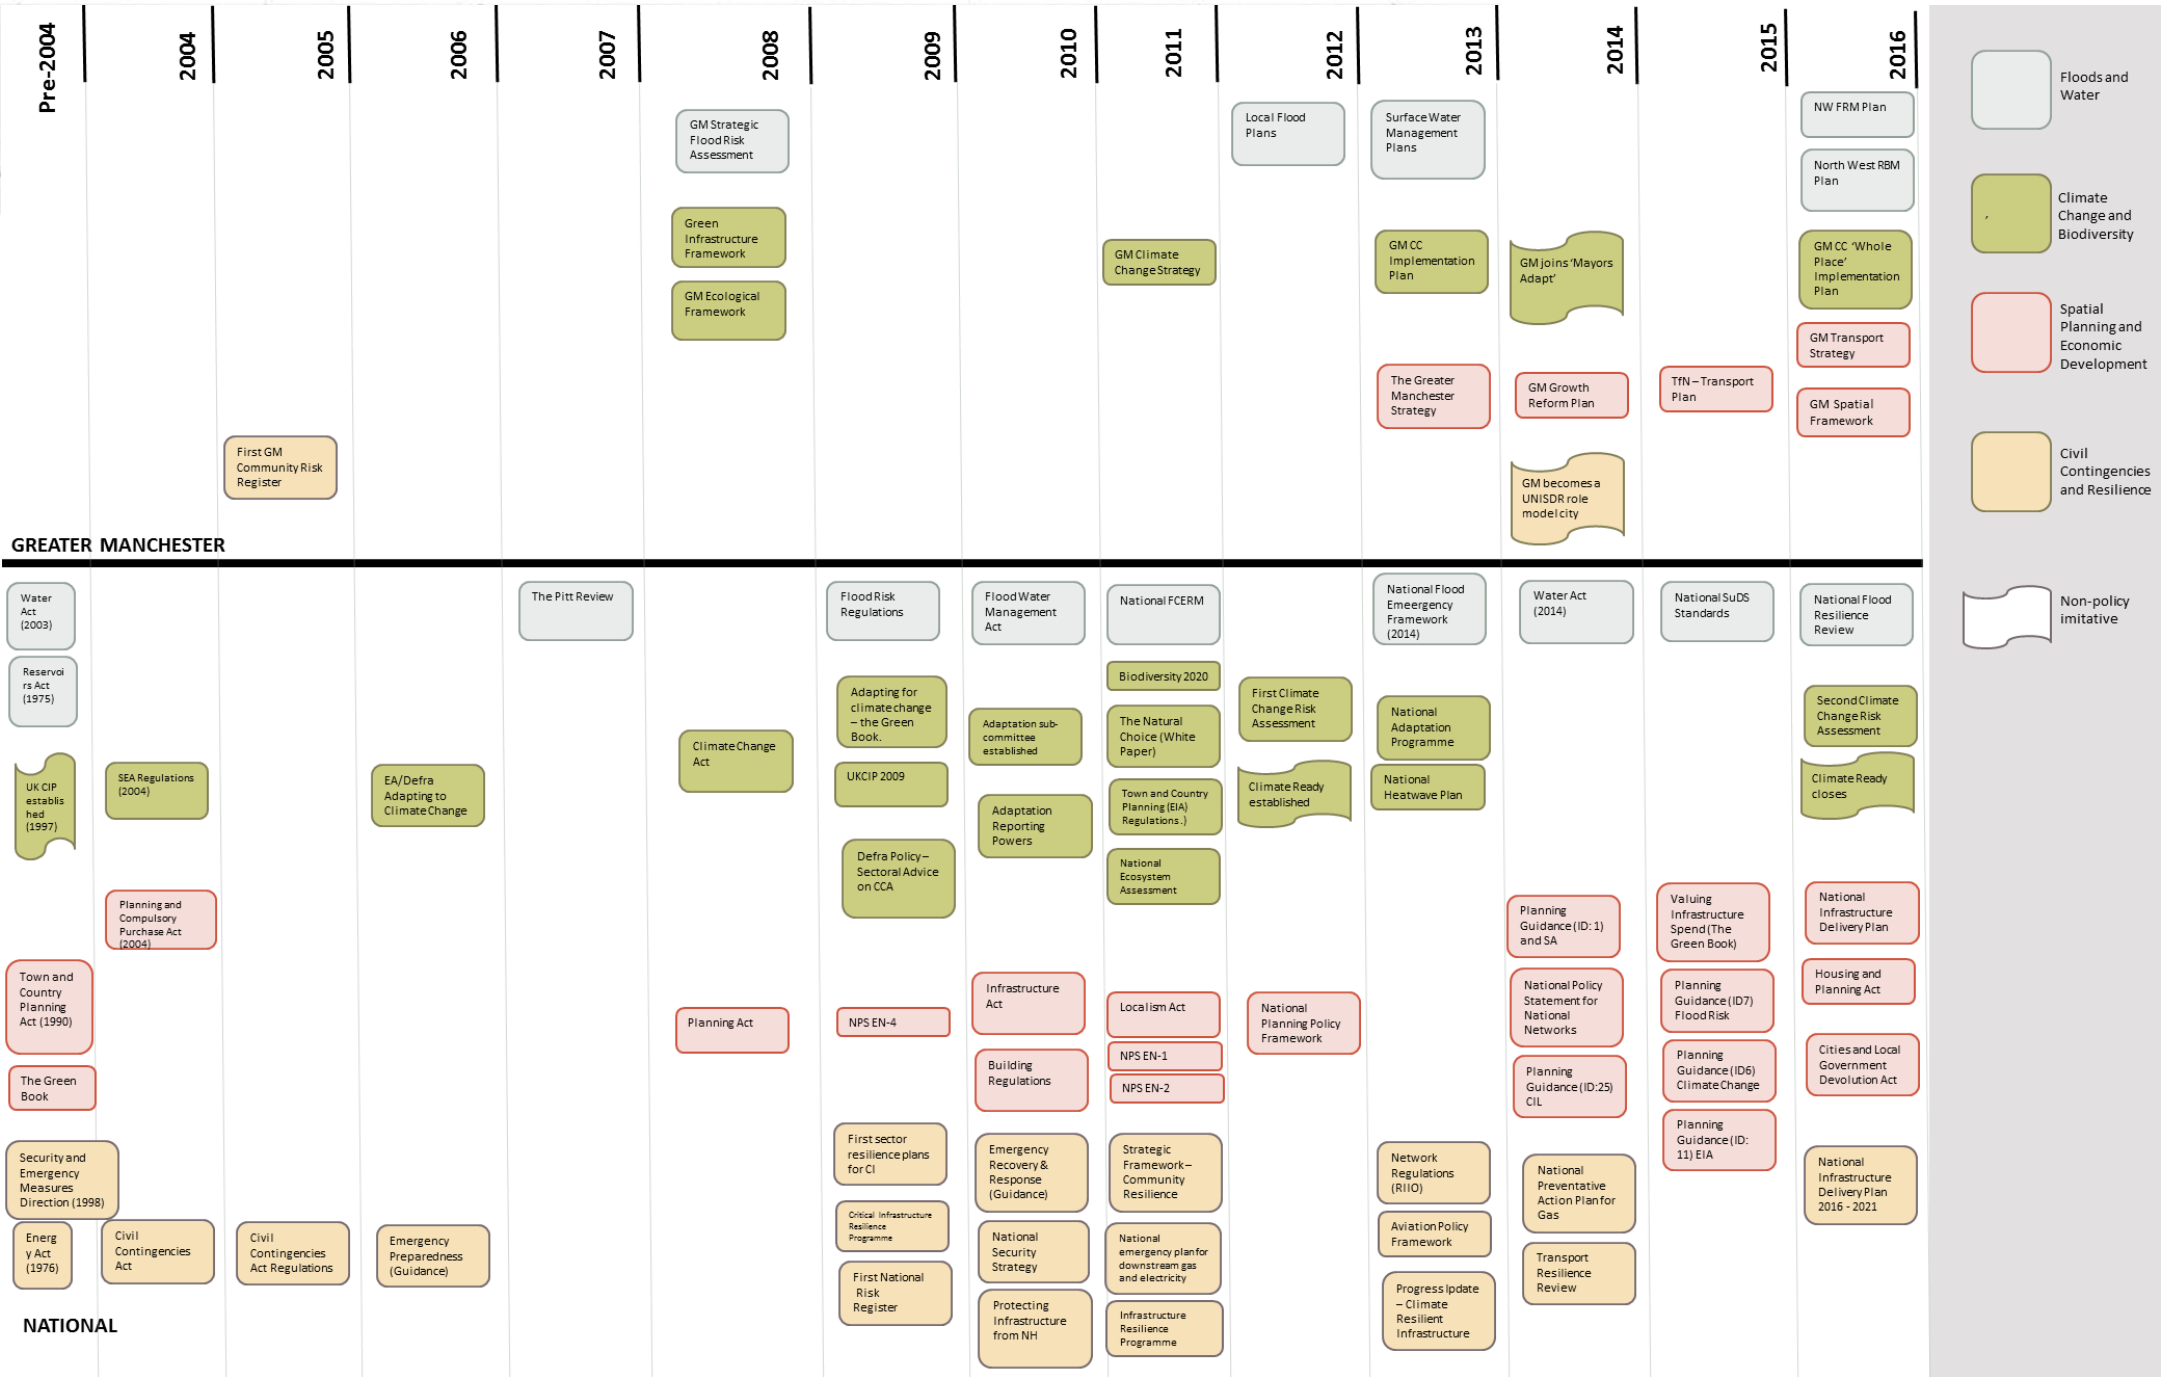 Pre-2004
2004
2005
2006
2007
2008
2009
2010
2011
2012
2013
2014
2015
2016
GM Strategic
Flood Risk
Assessment
Local Flood
Plans
Surface Water
Management
Plans
NW FRM Plan
North West RBM
Plan
Green
Infrastructure
Framework
GM Ecological
Framework
GM Climate
Change Strategy
GM CC
Implementation
Plan
GM joins ‘Mayors
Adapt’
GM CC ‘Whole
Place’
Implementation
Plan
GM Transport
Strategy
The Greater
Manchester
Strategy
GM Growth
Reform Plan
TfN – Transport
Plan
GM Spatial
Framework
First GM
Community Risk
Register
GM becomes a
UNISDR role
model city
GREATER MANCHESTER
Water
Act
(2003)
Reservoi
rs Act
(1975)
UK CIP
establis
hed
(1997)
Town and
Country
Planning
Act (1990)
The Green
Book
Security and
Emergency
Measures
Direction (1998)
Energ
y Act
(1976)
SEA Regulations
(2004)
Planning and
Compulsory
Purchase Act
(2004)
Civil
Contingencies
Act
Civil
Contingencies
Act Regulations
EA/Defra
Adapting to
Climate Change
Emergency
Preparedness
(Guidance)
The Pitt Review
Climate Change
Act
Planning Act
Flood Risk
Regulations
Adapting for
climate change
– the Green
Book.
UKCIP 2009
Defra Policy –
Sectoral Advice
on CCA
NPS EN-4
First sector
resilience plans
for CI
Critical Infrastructure
Resilience
Programme
First National
Risk
Register
Flood Water
Management
Act
Adaptation sub-
committee
established
Adaptation
Reporting
Powers
Infrastructure
Act
Building
Regulations
Emergency
Recovery &
Response
(Guidance)
National
Security
Strategy
Protecting
Infrastructure
from NH
National FCERM
Biodiversity 2020
The Natural
Choice (White
Paper)
Town and Country
Planning (EIA)
Regulations.)
National
Ecosystem
Assessment
Localism Act
NPS EN-1
NPS EN-2
Strategic
Framework –
Community
Resilience
National
emergency plan for
downstream gas
and electricity
Infrastructure
Resilience
Programme
First Climate
Change Risk
Assessment
Climate Ready
established
National
Planning Policy
Framework
National Flood
Emeergency
Framework
(2014)
National
Adaptation
Programme
National
Heatwave Plan
Network
Regulations
(RIIO)
Aviation Policy
Framework
Progress Ipdate
– Climate
Resilient
Infrastructure
Water Act
(2014)
Planning
Guidance (ID: 1)
and SA
National Policy
Statement for
National
Networks
Planning
Guidance (ID:25)
CIL
National
Preventative
Action Plan for
Gas
Transport
Resilience
Review
National SuDS
Standards
Valuing
Infrastructure
Spend (The
Green Book)
Planning
Guidance (ID7)
Flood Risk
Planning
Guidance (ID6)
Climate Change
Planning
Guidance (ID:
11) EIA
National Flood
Resilience
Review
Second Climate
Change Risk
Assessment
Climate Ready
closes
National
Infrastructure
Delivery Plan
Housing and
Planning Act
Cities and Local
Government
Devolution Act
National
Infrastructure
Delivery Plan
2016 - 2021
NATIONAL
Floods and
Water
,
Climate
Change and
Biodiversity
Spatial
Planning and
Economic
Development
Civil
Contingencies
and Resilience
Non-policy
imitative